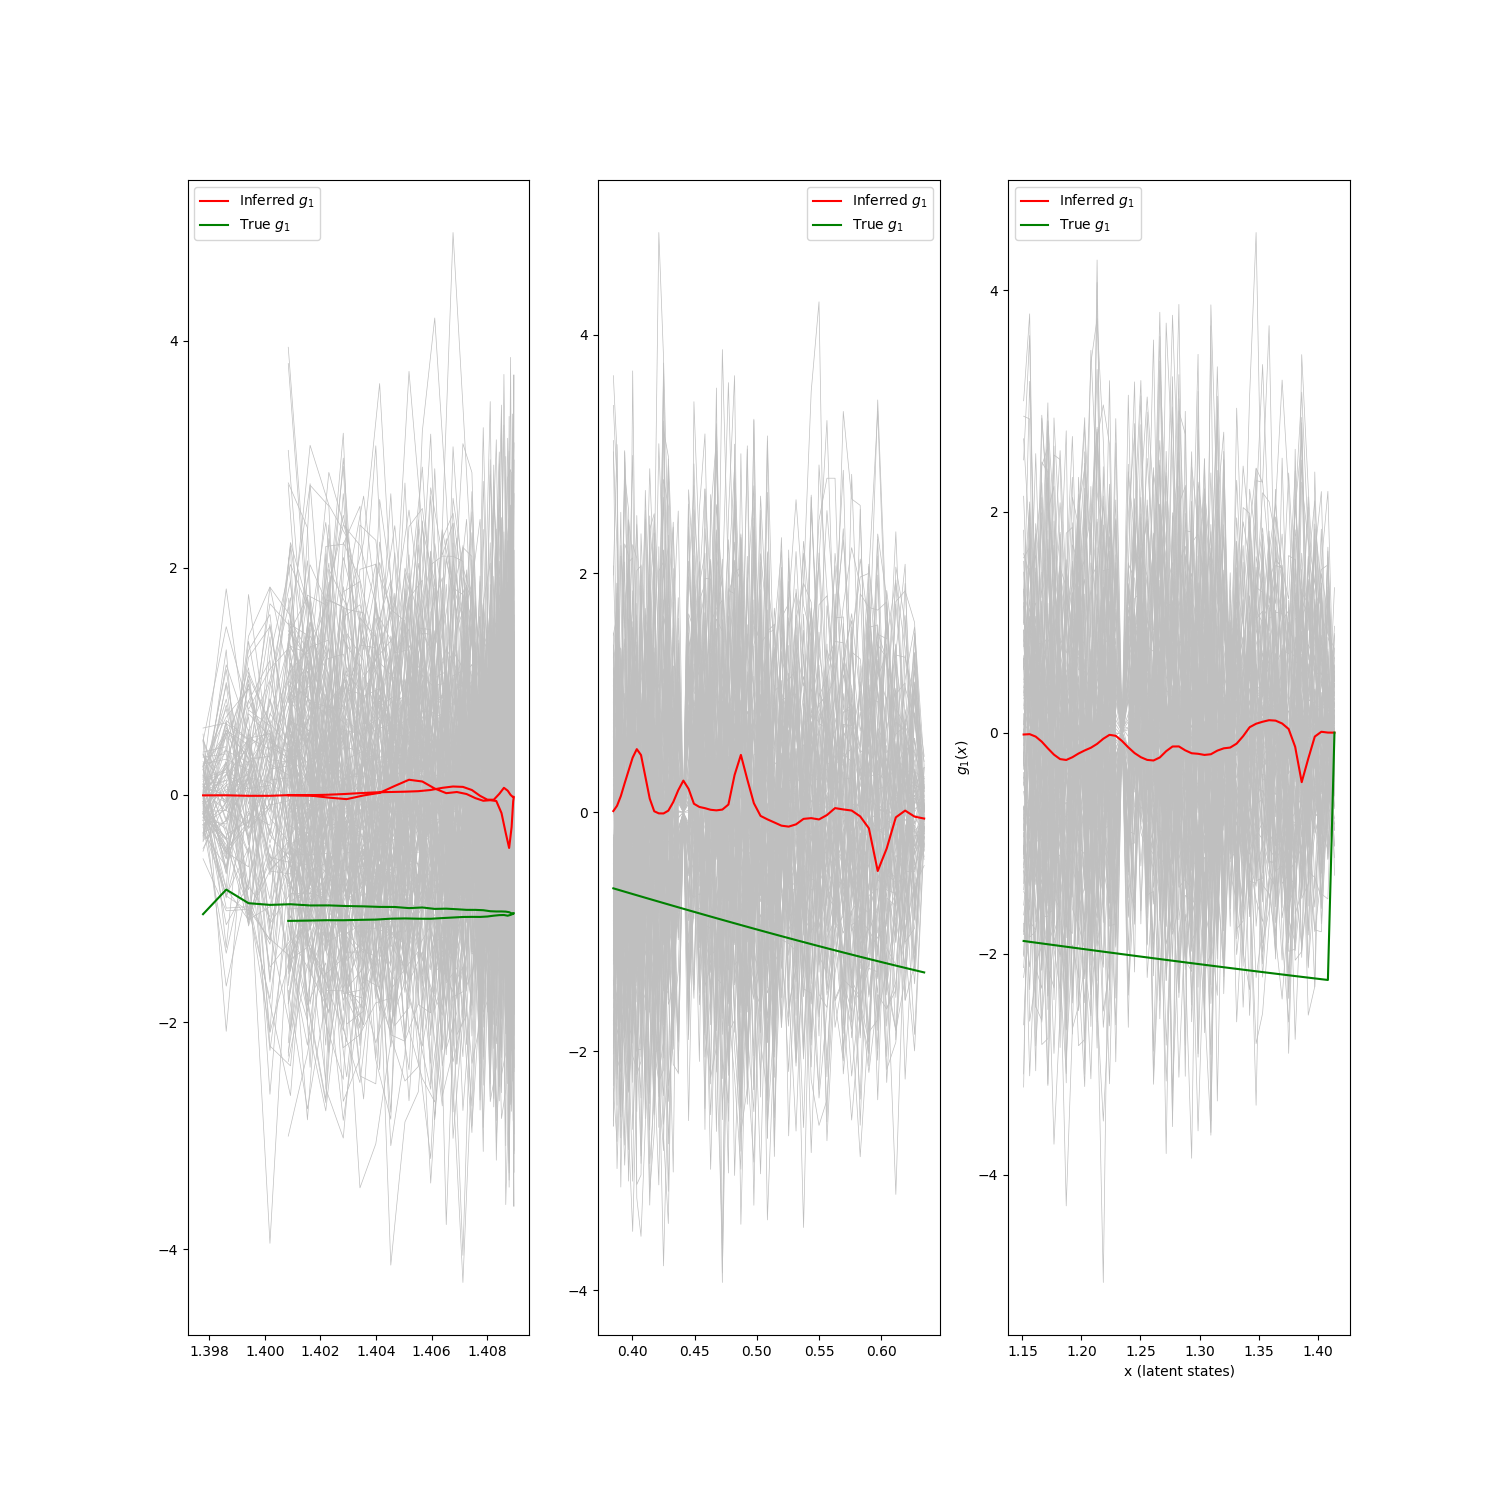 Inferred g₁
True g₁
4
2
0
−2
−4
1.398 1.400 1.402 1.404 1.406 1.408
Inferred g₁
True g₁
4
2
0
−2
−4
0.40 0.45 0.50 0.55 0.60
Inferred g₁
True g₁
g₁(x)
4
2
0
−2
−4
1.15 1.20 1.25 1.30 1.35 1.40
x (latent states)